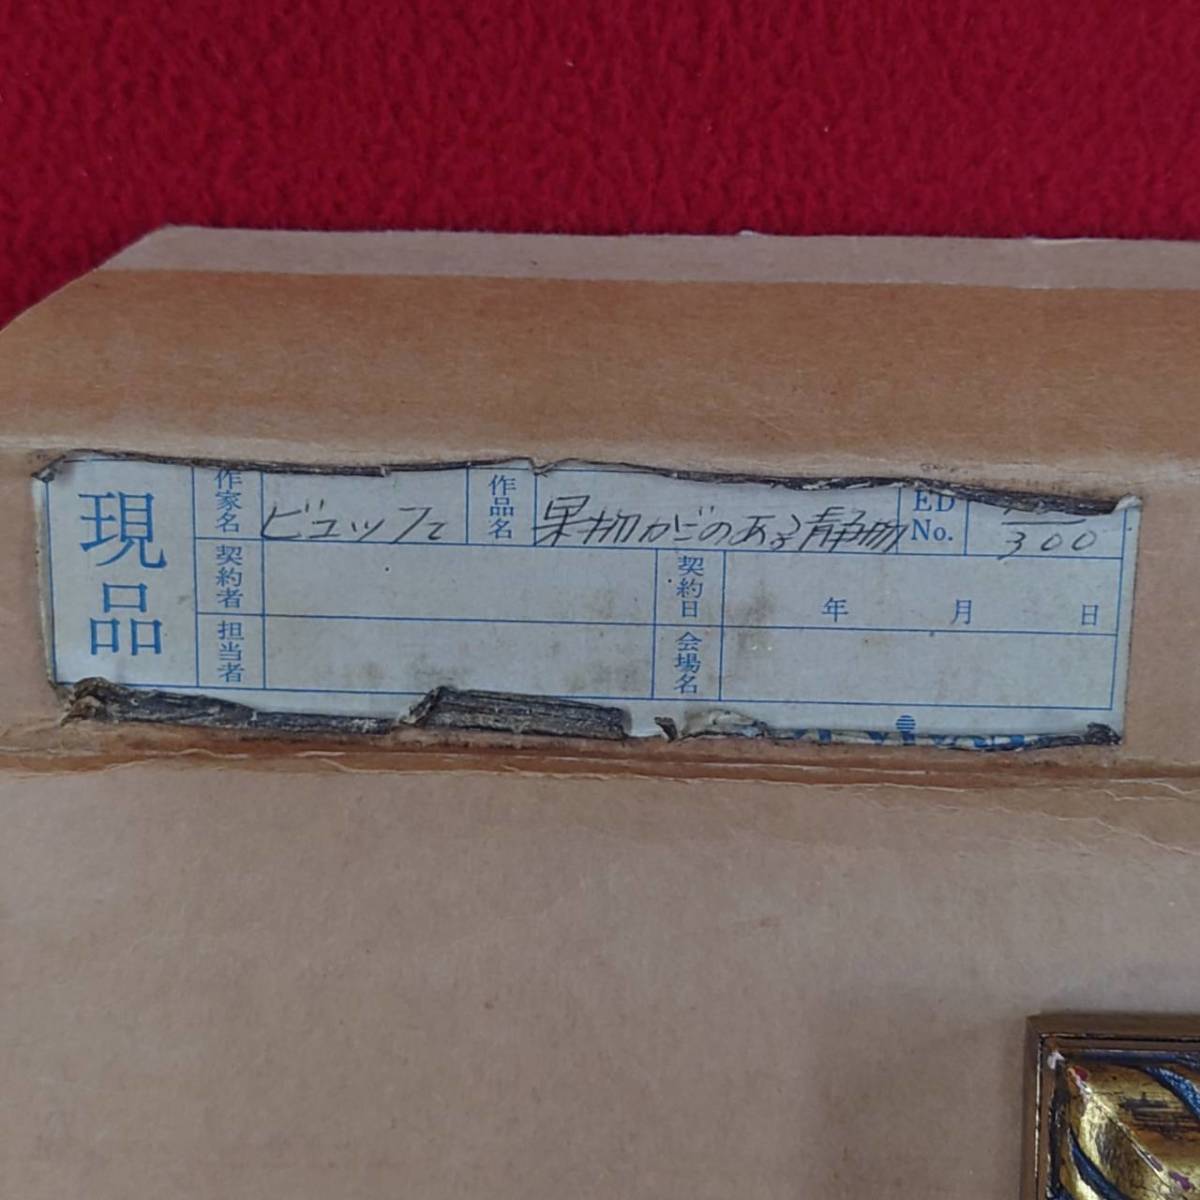 現品
作家名 ビュッフェ 作品名 果物かごのある静物 ED No. 300
契約者 契約日 年 月 日
担当者 会場名